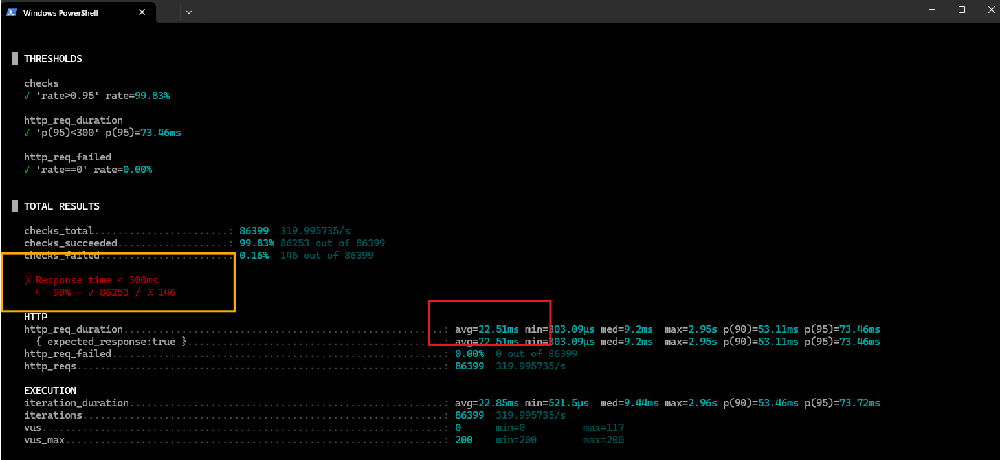 Windows PowerShell
THRESHOLDS
checks
✓ 'rate>0.95' rate=99.83%
http_req_duration
✓ 'p(95)<300' p(95)=73.46ms
http_req_failed
✓ 'rate==0' rate=0.00%
TOTAL RESULTS
checks_total.......................: 86399 319.995735/s
checks_succeeded...................: 99.83% 86253 out of 86399
checks_failed......................: 0.16% 146 out of 86399
✗ Response time < 300ms
↳ 99% — ✓ 86253 / ✗ 146
HTTP
http_req_duration.......................................................: avg=22.51ms min=803.09µs med=9.2ms max=2.95s p(90)=53.11ms p(95)=73.46ms
{ expected_response:true }............................................: avg=22.51ms min=803.09µs med=9.2ms max=2.95s p(90)=53.11ms p(95)=73.46ms
http_req_failed.........................................................: 0.00% 0 out of 86399
http_reqs...............................................................: 86399 319.995735/s
EXECUTION
iteration_duration......................................................: avg=22.85ms min=521.5µs med=9.44ms max=2.96s p(90)=53.46ms p(95)=73.72ms
iterations..............................................................: 86399 319.995735/s
vus.....................................................................: 0 min=0 max=117
vus_max.................................................................: 200 min=200 max=200